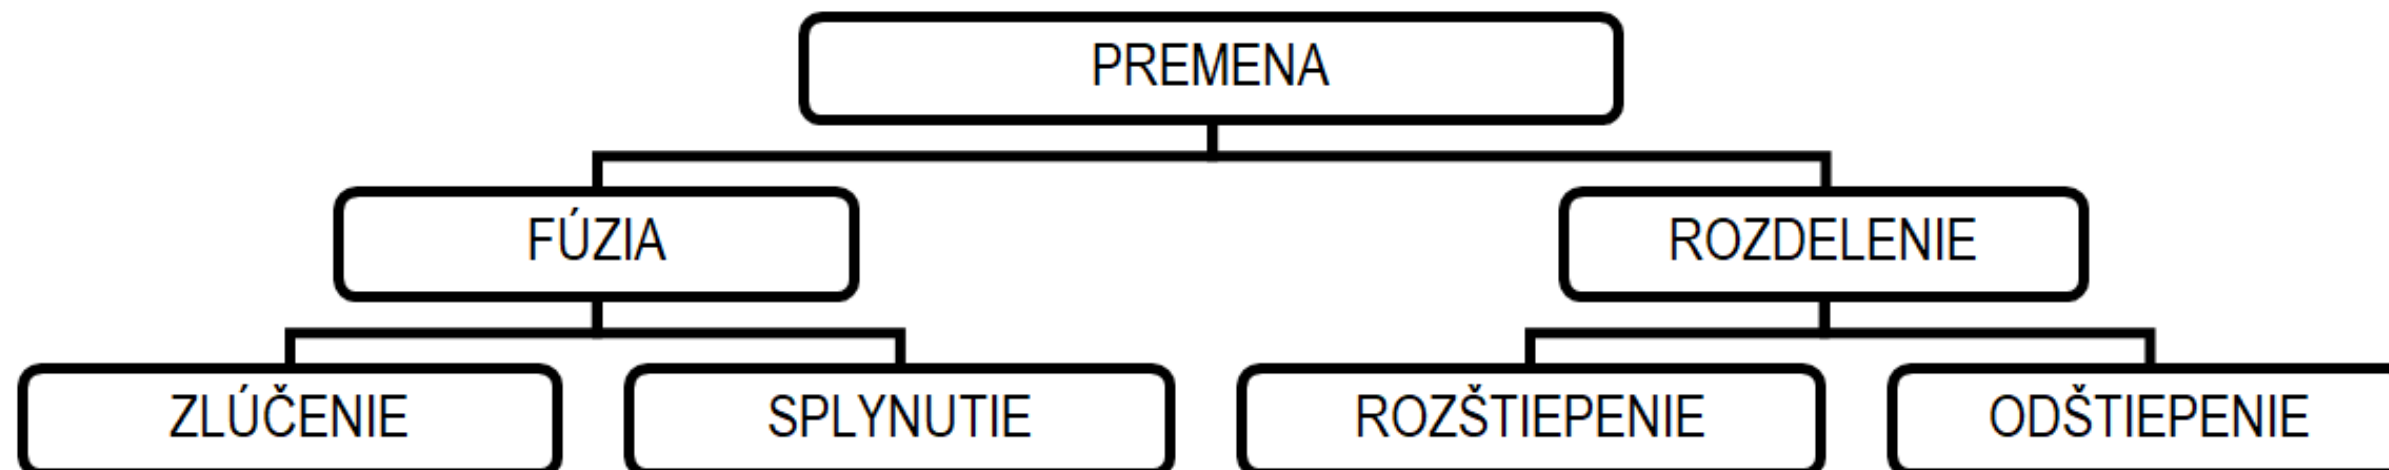 PREMENA
FÚZIA
ROZDELENIE
ZLÚČENIE
SPLYNUTIE
ROZŠTIEPENIE
ODŠTIEPENIE